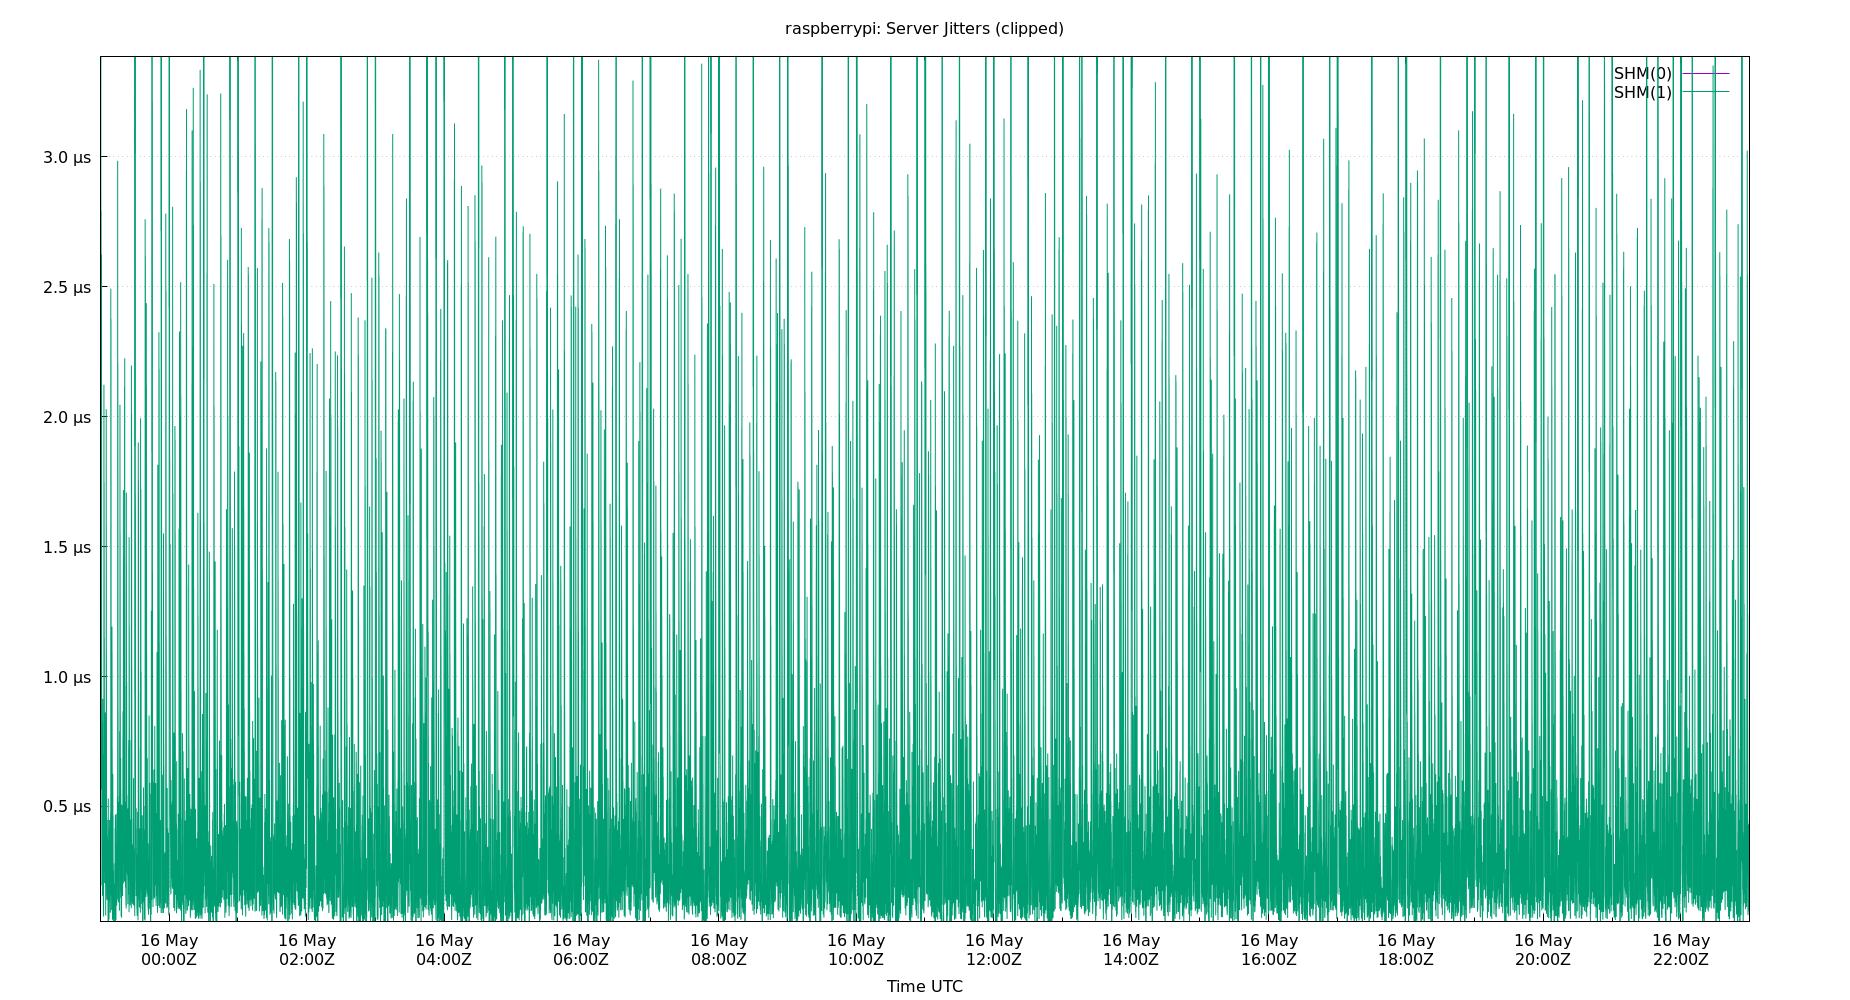 raspberrypi: Server Jitters (clipped)
SHM(0)
SHM(1)
3.0 µs
2.5 µs
2.0 µs
1.5 µs
1.0 µs
0.5 µs
16 May 16 May 16 May 16 May 16 May 16 May 16 May 16 May 16 May 16 May 16 May 16 May
00:00Z 02:00Z 04:00Z 06:00Z 08:00Z 10:00Z 12:00Z 14:00Z 16:00Z 18:00Z 20:00Z 22:00Z
Time UTC